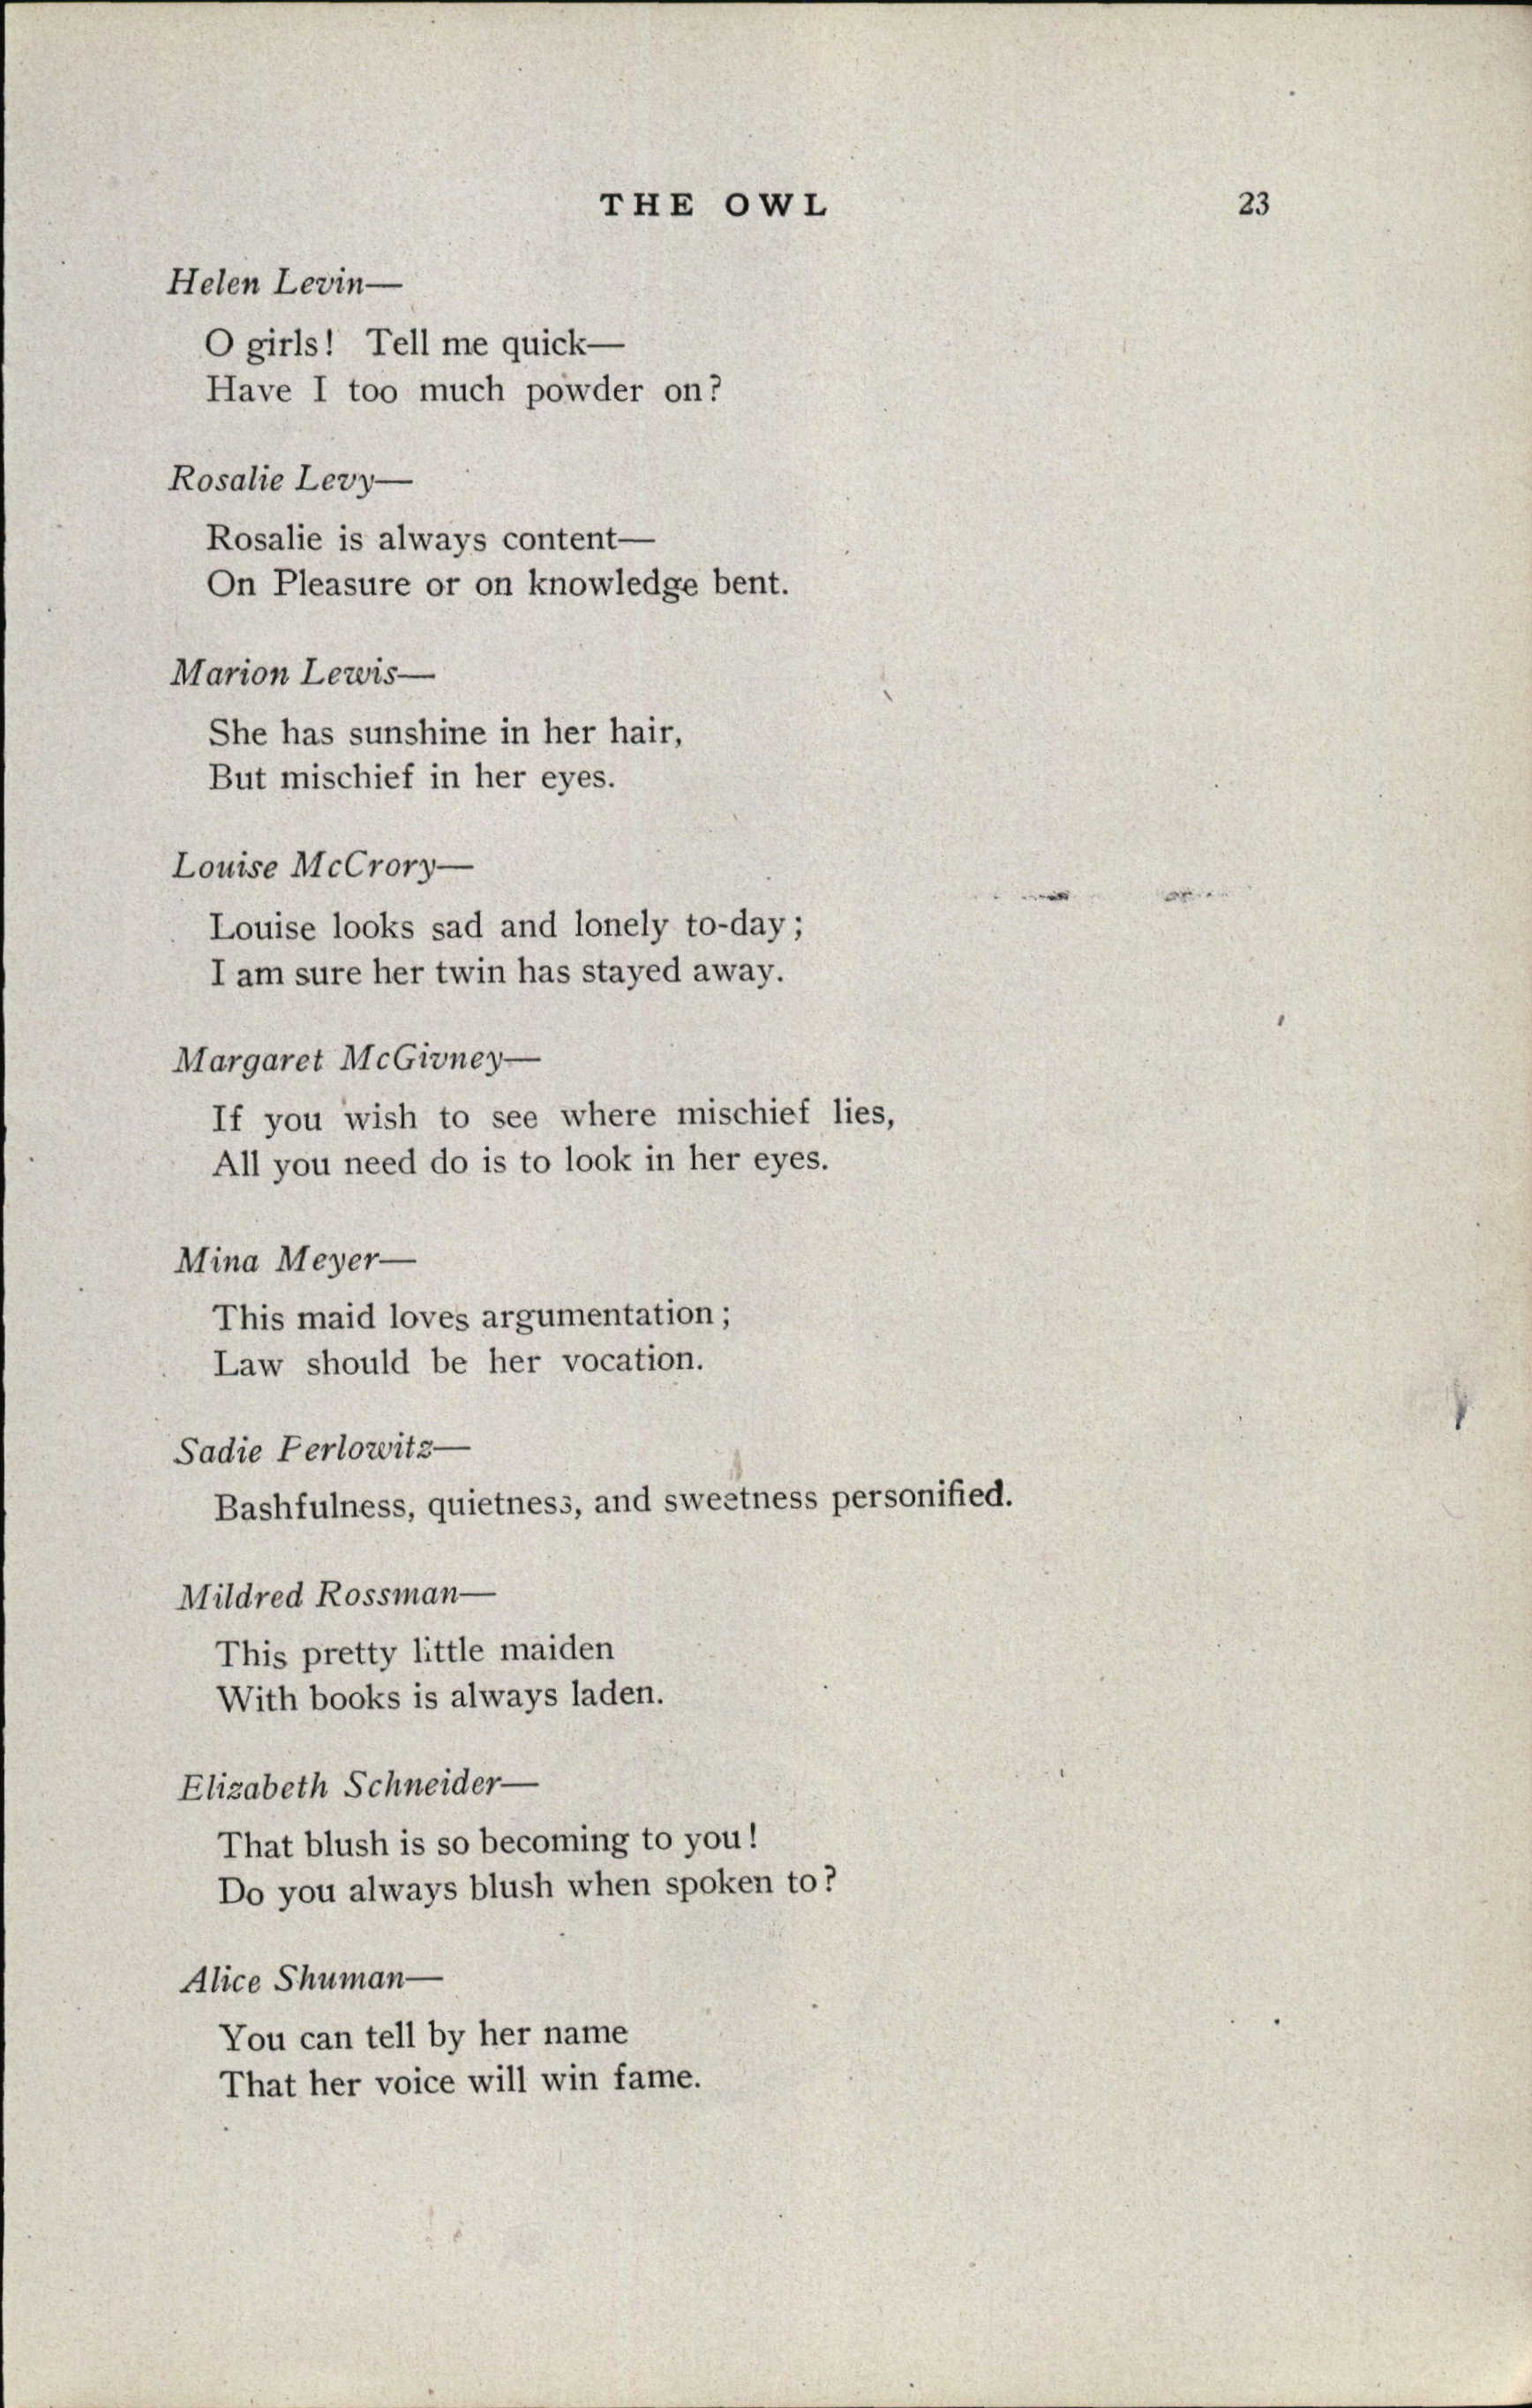 THE OWL 23
Helen Levin—
O girls! Tell me quick—
Have I too much powder on?
Rosalie Levy—
Rosalie is always content—
On Pleasure or on knowledge bent.
Marion Lewis—
She has sunshine in her hair,
But mischief in her eyes.
Louise McCrory—
Louise looks sad and lonely to-day;
I am sure her twin has stayed away.
Margaret McGivney—
If you wish to see where mischief lies,
All you need do is to look in her eyes.
Mina Meyer—
This maid loves argumentation;
Law should be her vocation.
Sadie Perlowitz—
Bashfulness, quietness, and sweetness personified.
Mildred Rossman—
This pretty little maiden
With books is always laden.
Elizabeth Schneider—
That blush is so becoming to you!
Do you always blush when spoken to?
Alice Shuman—
You can tell by her name
That her voice will win fame.